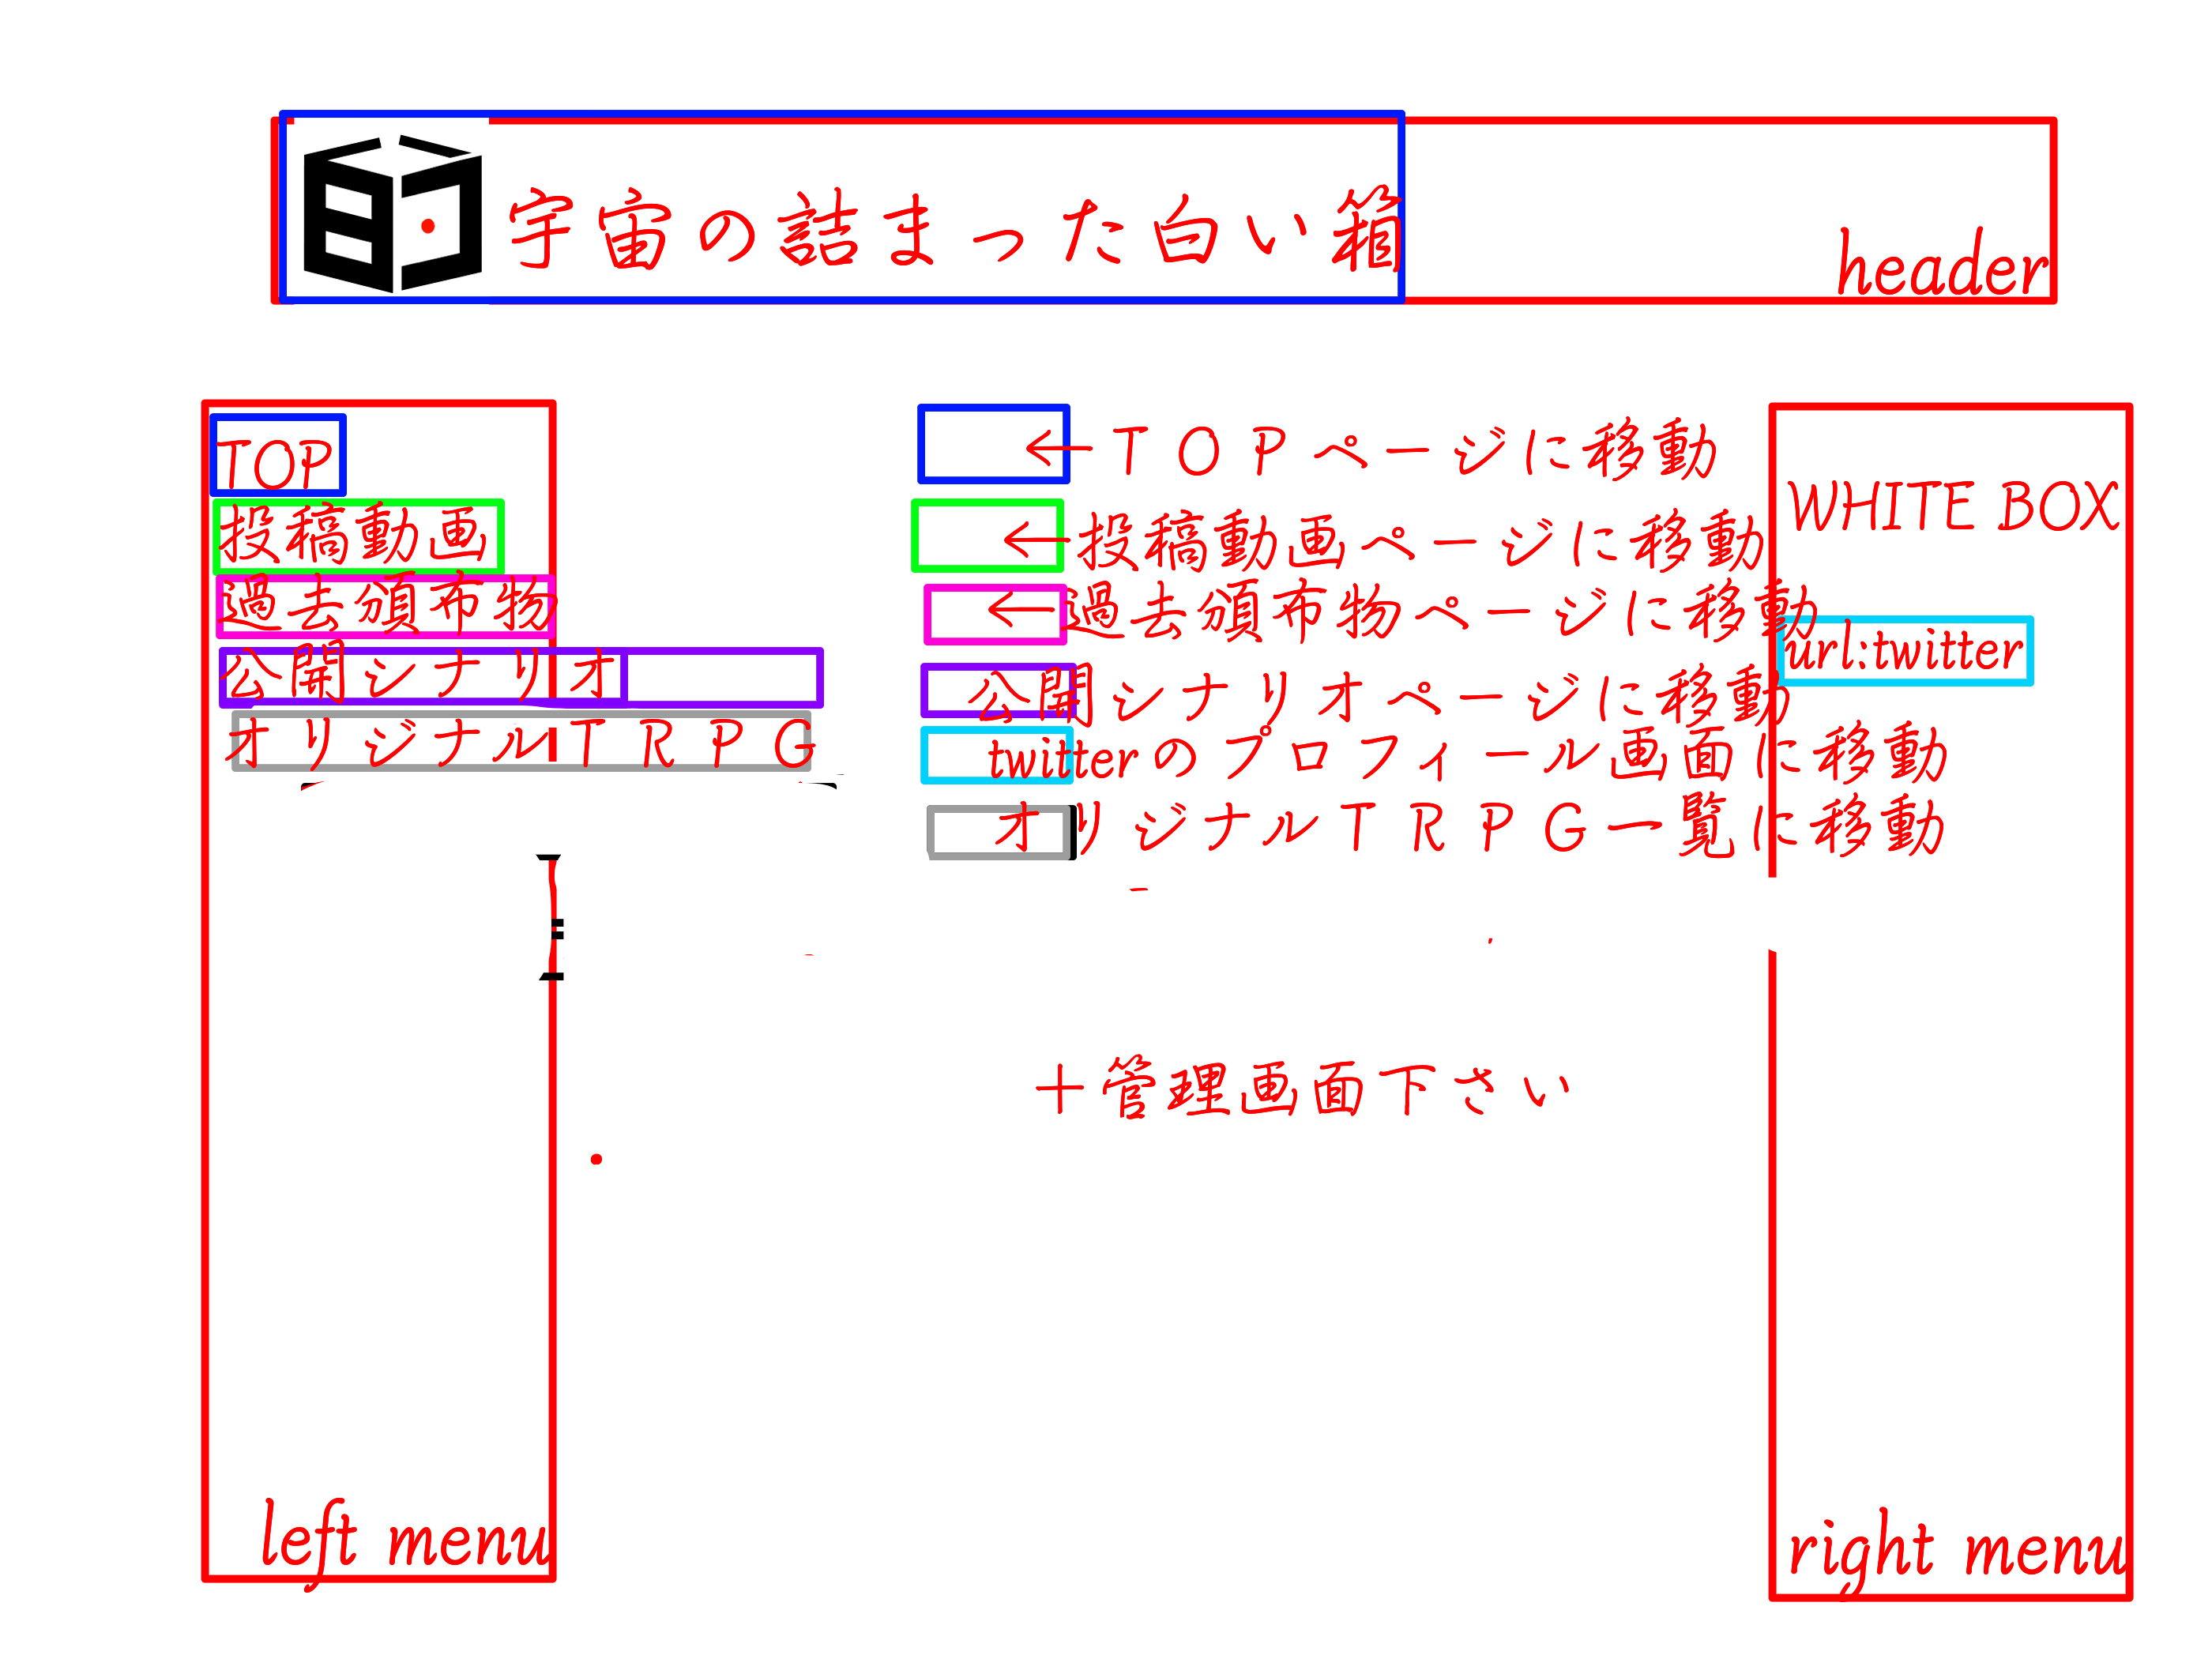 宇宙の詰まった白い箱
header
TOP
投稿動画
過去頒布物
公開シナリオ
オリジナルTRPG
left menu
←TOPページに移動
←投稿動画ページに移動
←過去頒布物ページに移動
公開シナリオページに移動
twitterのプロフィール画面に移動
オリジナルTRPG一覧に移動
＋管理画面下さい
WHITE BOX
url:twitter
right menu